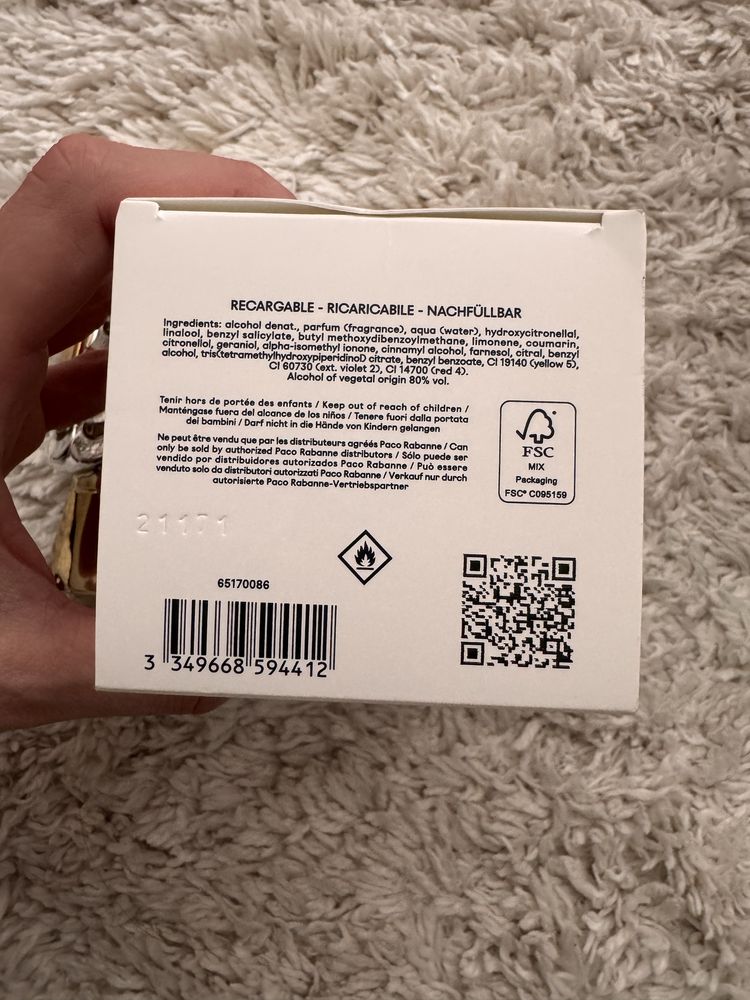 RECARGABLE - RICARICABILE - NACHFÜLLBAR
Ingredients: alcohol denat., parfum (fragrance), aqua (water), hydroxycitronellal,
linalool, benzyl salicylate, butyl methoxydibenzoylmethane, limonene, coumarin,
citronellol, geraniol, alpha-isomethyl ionone, cinnamyl alcohol, farnesol, citral, benzyl
alcohol, tris(tetramethylhydroxypiperidinol) citrate, benzyl benzoate, CI 19140 (yellow 5),
CI 60730 (ext. violet 2), CI 14700 (red 4).
Alcohol of vegetal origin 80% vol.
Tenir hors de portée des enfants / Keep out of reach of children /
Manténgase fuera del alcance de los niños / Tenere fuori dalla portata
dei bambini / Darf nicht in die Hände von Kindern gelangen
Ne peut être vendu que par les distributeurs agréés Paco Rabanne / Can
only be sold by authorized Paco Rabanne distributors / Sólo puede ser
vendido por distribuidores autorizados Paco Rabanne / Può essere
venduto solo da distributori autorizzati Paco Rabanne / Verkauf nur durch
autorisierte Paco Rabanne-Vertriebspartner
FSC
MIX
Packaging
FSC® C095159
21171
65170086
3 349668 594412